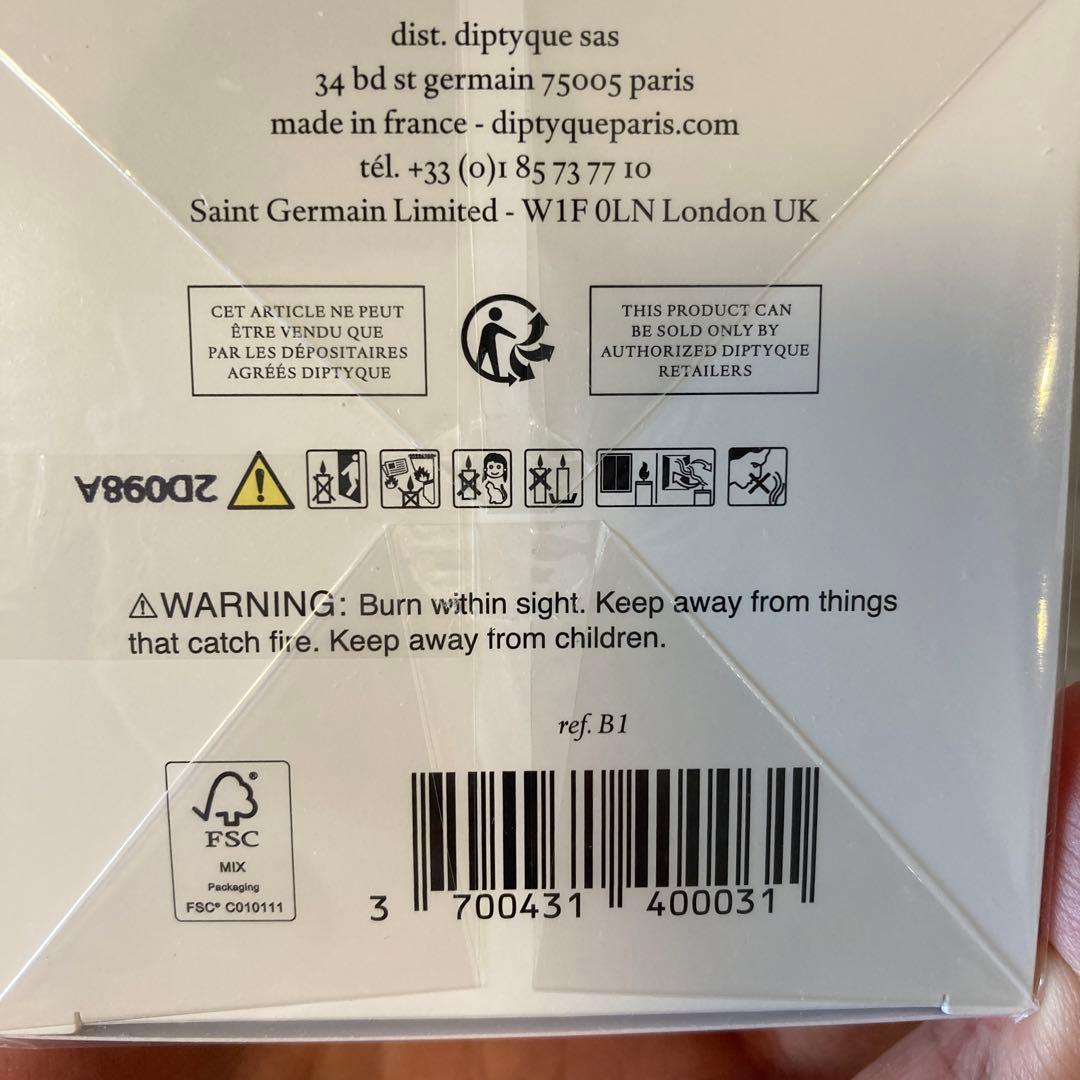 dist. diptyque sas
34 bd st germain 75005 paris
made in france - diptyqueparis.com
tél. +33 (0)1 85 73 77 10
Saint Germain Limited - W1F 0LN London UK
CET ARTICLE NE PEUT
ÊTRE VENDU QUE
PAR LES DÉPOSITAIRES
AGRÉÉS DIPTYQUE
THIS PRODUCT CAN
BE SOLD ONLY BY
AUTHORIZED DIPTYQUE
RETAILERS
2D098A
⚠WARNING: Burn within sight. Keep away from things
that catch fire. Keep away from children.
ref. B1
FSC®
MIX
Packaging
FSC® C010111
3 700431 400031